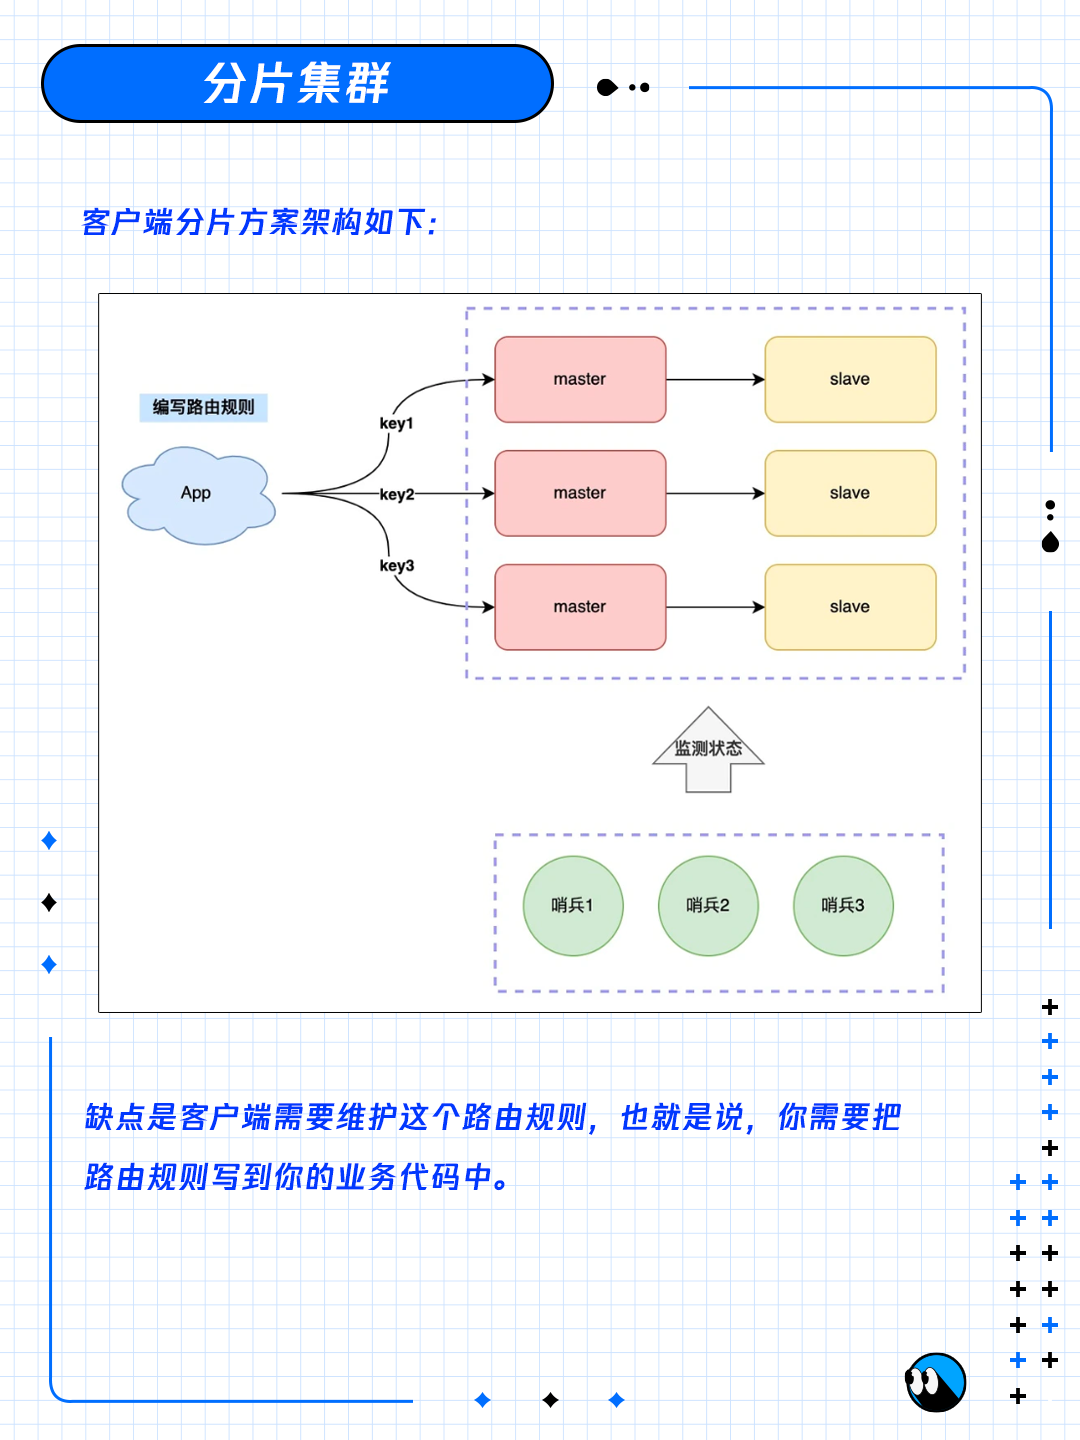 分片集群
客户端分片方案架构如下：
编写路由规则
App
key1
key2
key3
master
slave
master
slave
master
slave
监测状态
哨兵1
哨兵2
哨兵3
缺点是客户端需要维护这个路由规则，也就是说，你需要把
路由规则写到你的业务代码中。